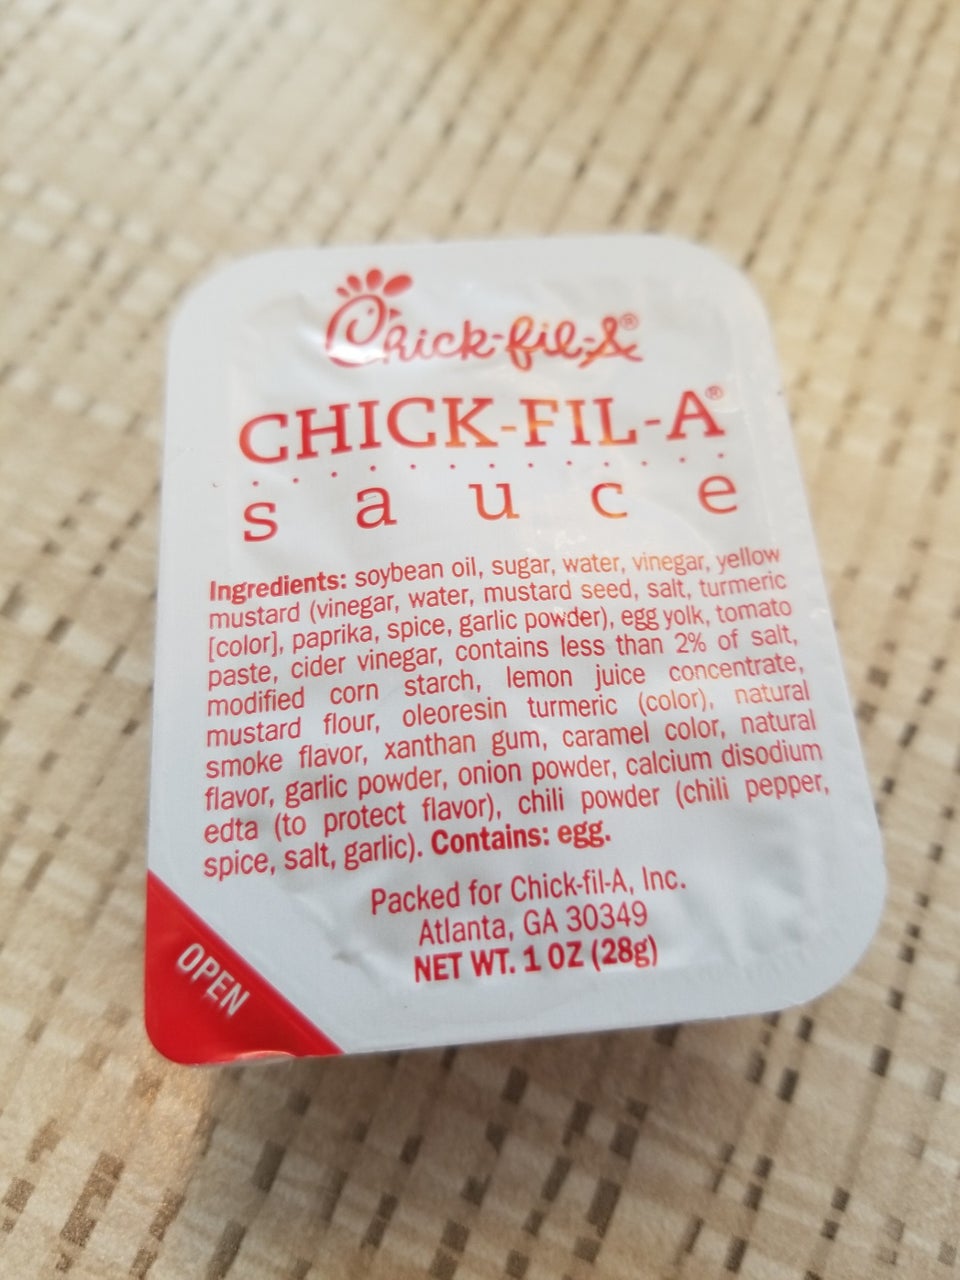 Chick-fil-A®
CHICK-FIL-A®
sauce
Ingredients: soybean oil, sugar, water, vinegar, yellow
mustard (vinegar, water, mustard seed, salt, turmeric
[color], paprika, spice, garlic powder), egg yolk, tomato
paste, cider vinegar, contains less than 2% of salt,
modified corn starch, lemon juice concentrate,
mustard flour, oleoresin turmeric (color), natural
smoke flavor, xanthan gum, caramel color, natural
flavor, garlic powder, onion powder, calcium disodium
edta (to protect flavor), chili powder (chili pepper,
spice, salt, garlic). Contains: egg.
Packed for Chick-fil-A, Inc.
Atlanta, GA 30349
NET WT. 1 OZ (28g)
OPEN